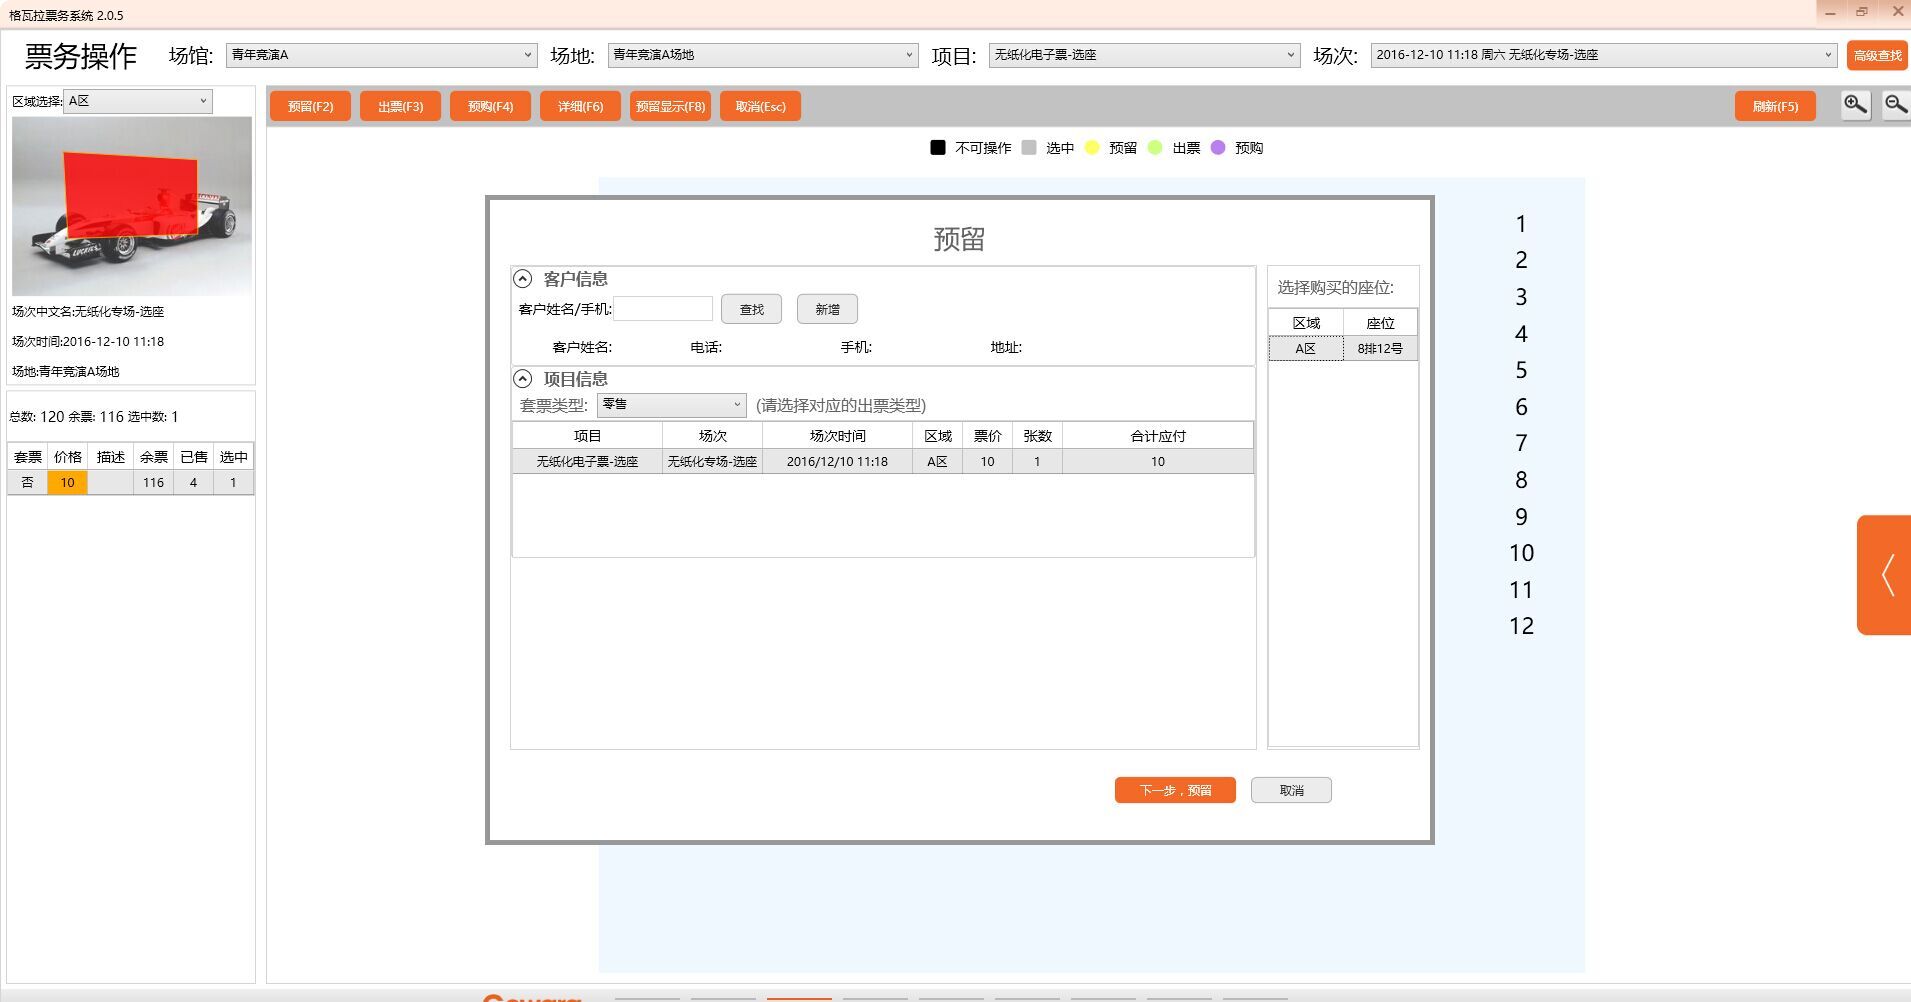 格瓦拉票务系统 2.0.5
票务操作 场馆: 青年竞演A 场地: 青年竞演A场地 项目: 无纸化电子票-选座 场次: 2016-12-10 11:18 周六 无纸化专场-选座 高级查找
区域选择: A区
预留(F2) 出票(F3) 预购(F4) 详细(F6) 预留显示(F8) 取消(Esc) 刷新(F5)
不可操作 选中 预留 出票 预购
场次中文名:无纸化专场-选座
场次时间:2016-12-10 11:18
场地:青年竞演A场地
总数: 120 余票: 116 选中数: 1
套票 价格 描述 余票 已售 选中
否 10 116 4 1
预留
客户信息
客户姓名/手机: 查找 新增
客户姓名: 电话: 手机: 地址:
项目信息
套票类型: 零售 (请选择对应的出票类型)
项目 场次 场次时间 区域 票价 张数 合计应付
无纸化电子票-选座 无纸化专场-选座 2016/12/10 11:18 A区 10 1 10
选择购买的座位:
区域 座位
A区 8排12号
下一步，预留 取消
1
2
3
4
5
6
7
8
9
10
11
12